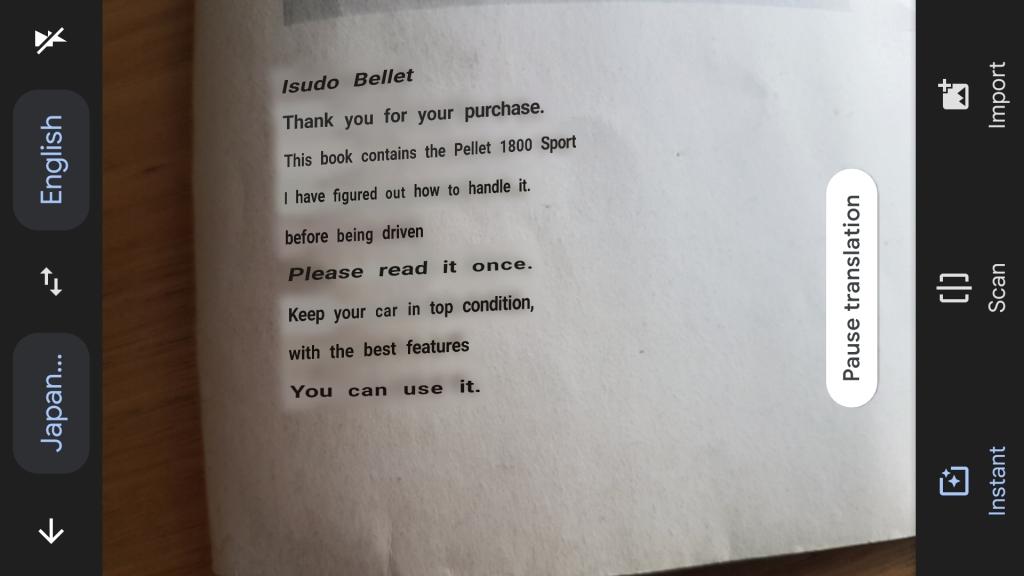 Isudo Bellet
Thank you for your purchase.
This book contains the Pellet 1800 Sport
I have figured out how to handle it.
before being driven
Please read it once.
Keep your car in top condition,
with the best features
You can use it.
Japan...
English
Pause translation
Instant
Scan
Import